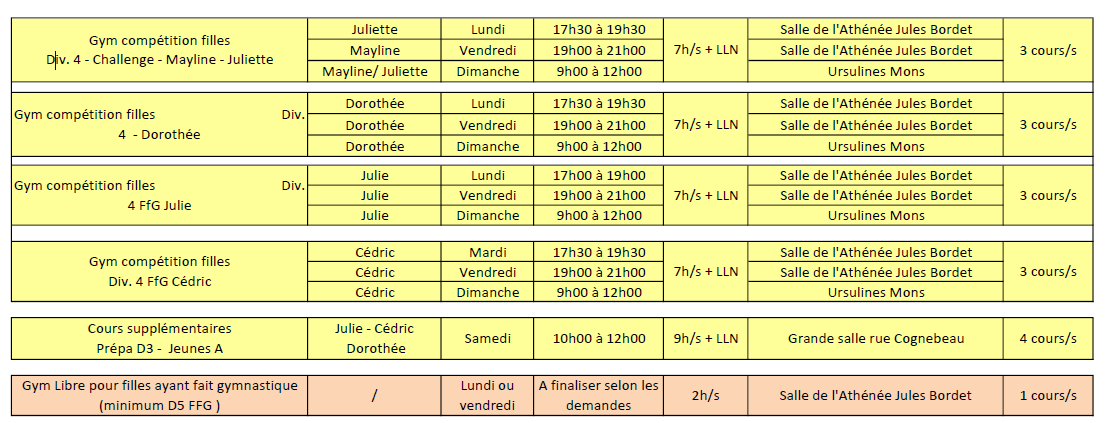 Gym compétition filles
Div. 4 - Challenge - Mayline - Juliette
Juliette Lundi 17h30 à 19h30 Salle de l'Athénée Jules Bordet
Mayline Vendredi 19h00 à 21h00 7h/s + LLN Salle de l'Athénée Jules Bordet 3 cours/s
Mayline/ Juliette Dimanche 9h00 à 12h00 Ursulines Mons
Gym compétition filles Div.
4 - Dorothée
Dorothée Lundi 17h30 à 19h30 Salle de l'Athénée Jules Bordet
Dorothée Vendredi 19h00 à 21h00 7h/s + LLN Salle de l'Athénée Jules Bordet 3 cours/s
Dorothée Dimanche 9h00 à 12h00 Ursulines Mons
Gym compétition filles Div.
4 FfG Julie
Julie Lundi 17h00 à 19h00 Salle de l'Athénée Jules Bordet
Julie Vendredi 19h00 à 21h00 7h/s + LLN Salle de l'Athénée Jules Bordet 3 cours/s
Julie Dimanche 9h00 à 12h00 Ursulines Mons
Gym compétition filles
Div. 4 FfG Cédric
Cédric Mardi 17h30 à 19h30 Salle de l'Athénée Jules Bordet
Cédric Vendredi 19h00 à 21h00 7h/s + LLN Salle de l'Athénée Jules Bordet 3 cours/s
Cédric Dimanche 9h00 à 12h00 Ursulines Mons
Cours supplémentaires
Prépa D3 - Jeunes A
Julie - Cédric
Dorothée
Samedi 10h00 à 12h00 9h/s + LLN Grande salle rue Cognebeau 4 cours/s
Gym Libre pour filles ayant fait gymnastique
(minimum D5 FFG )
/
Lundi ou
vendredi
A finaliser selon les
demandes
2h/s Salle de l'Athénée Jules Bordet 1 cours/s